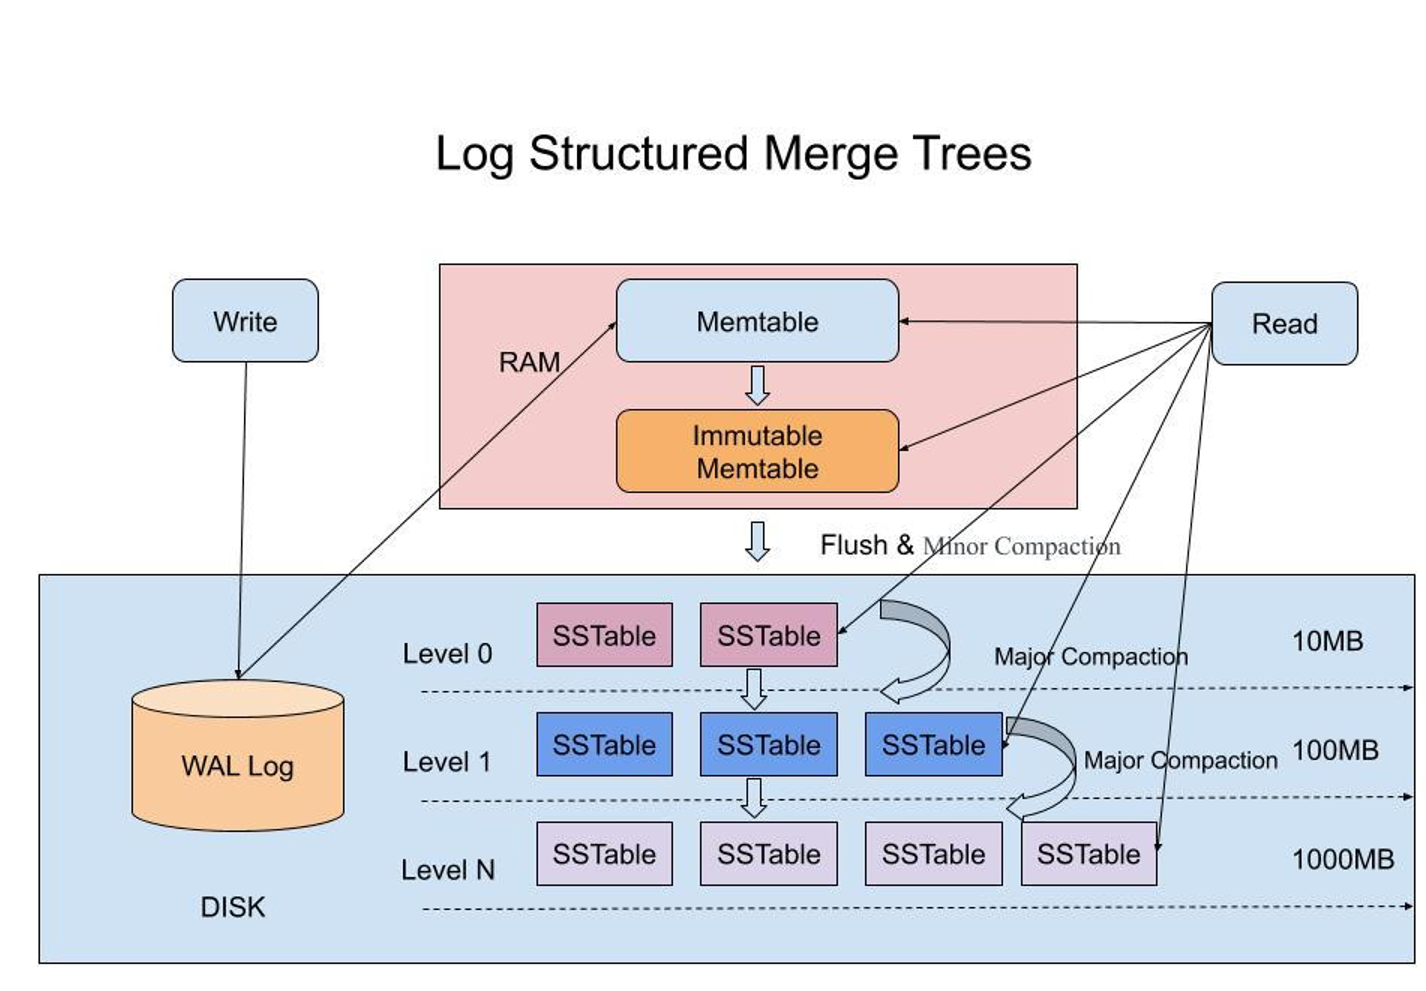 Log Structured Merge Trees
Write
Memtable
Read
RAM
Immutable
Memtable
Flush & Minor Compaction
SSTable
SSTable
Level 0
10MB
Major Compaction
SSTable
SSTable
SSTable
Level 1
100MB
Major Compaction
WAL Log
SSTable
SSTable
SSTable
SSTable
Level N
1000MB
DISK